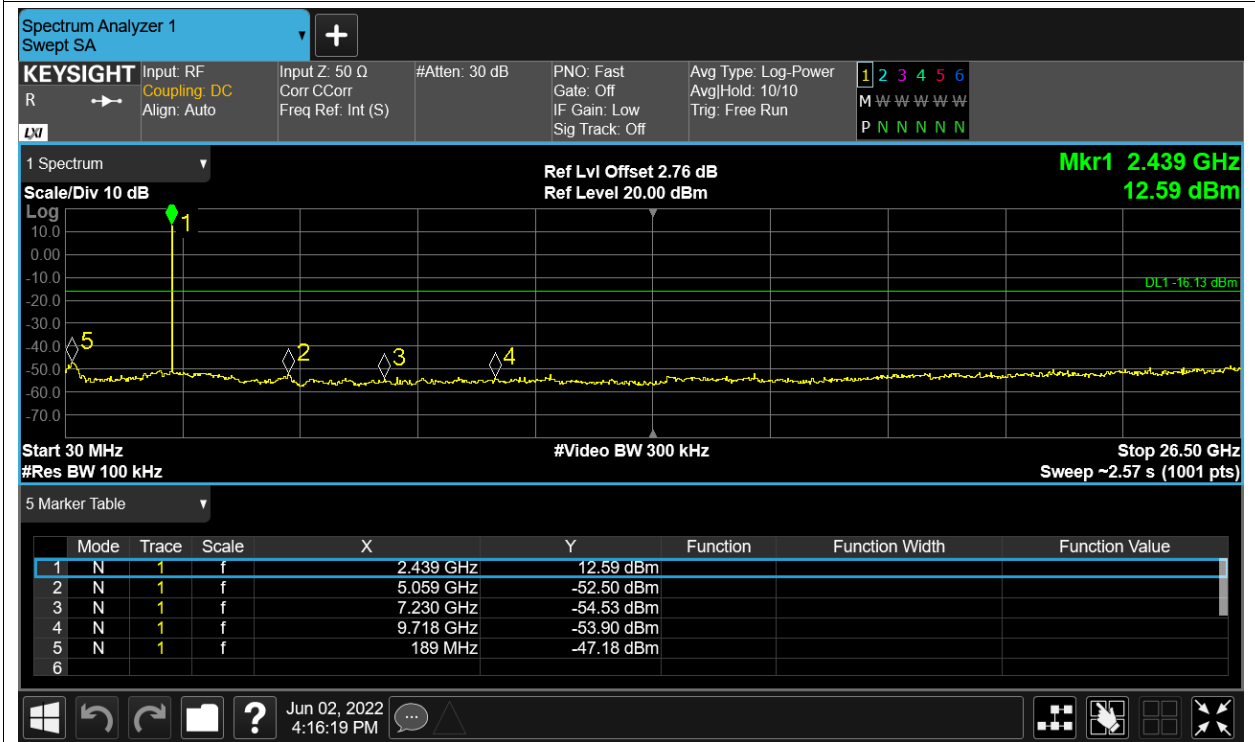 Spectrum Analyzer 1
Swept SA
+
KEYSIGHT Input: RF Input Z: 50 Ω #Atten: 30 dB PNO: Fast Avg Type: Log-Power 1 2 3 4 5 6
R Coupling: DC Corr CCorr Gate: Off Avg|Hold: 10/10 M W W W W W
Align: Auto Freq Ref: Int (S) IF Gain: Low Trig: Free Run
LXI Sig Track: Off P N N N N N
1 Spectrum Ref Lvl Offset 2.76 dB Mkr1 2.439 GHz
Scale/Div 10 dB Ref Level 20.00 dBm 12.59 dBm
Log
1
10.0
0.00
-10.0
DL1 -16.13 dBm
-20.0
-30.0
-40.0 5 2 3 4
-50.0
-60.0
-70.0
Start 30 MHz #Video BW 300 kHz Stop 26.50 GHz
#Res BW 100 kHz Sweep ~2.57 s (1001 pts)
5 Marker Table
Mode Trace Scale X Y Function Function Width Function Value
1 N 1 f 2.439 GHz 12.59 dBm
2 N 1 f 5.059 GHz -52.50 dBm
3 N 1 f 7.230 GHz -54.53 dBm
4 N 1 f 9.718 GHz -53.90 dBm
5 N 1 f 189 MHz -47.18 dBm
6
? Jun 02, 2022
4:16:19 PM